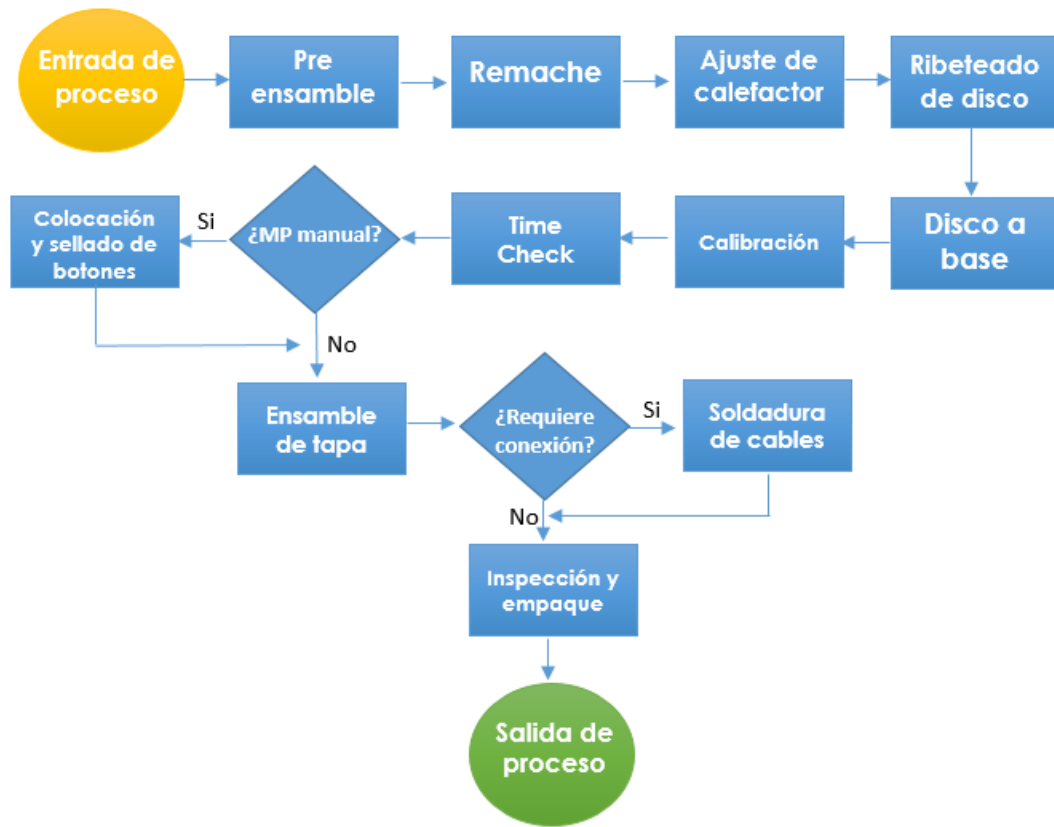 Entrada de
proceso
Pre
ensamble
Remache
Ajuste de
calefactor
Ribeteado
de disco
Disco a
base
Calibración
Time
Check
¿MP manual?
Si
Colocación
y sellado de
botones
No
Ensamble
de tapa
¿Requiere
conexión?
Si
Soldadura
de cables
No
Inspección y
empaque
Salida de
proceso